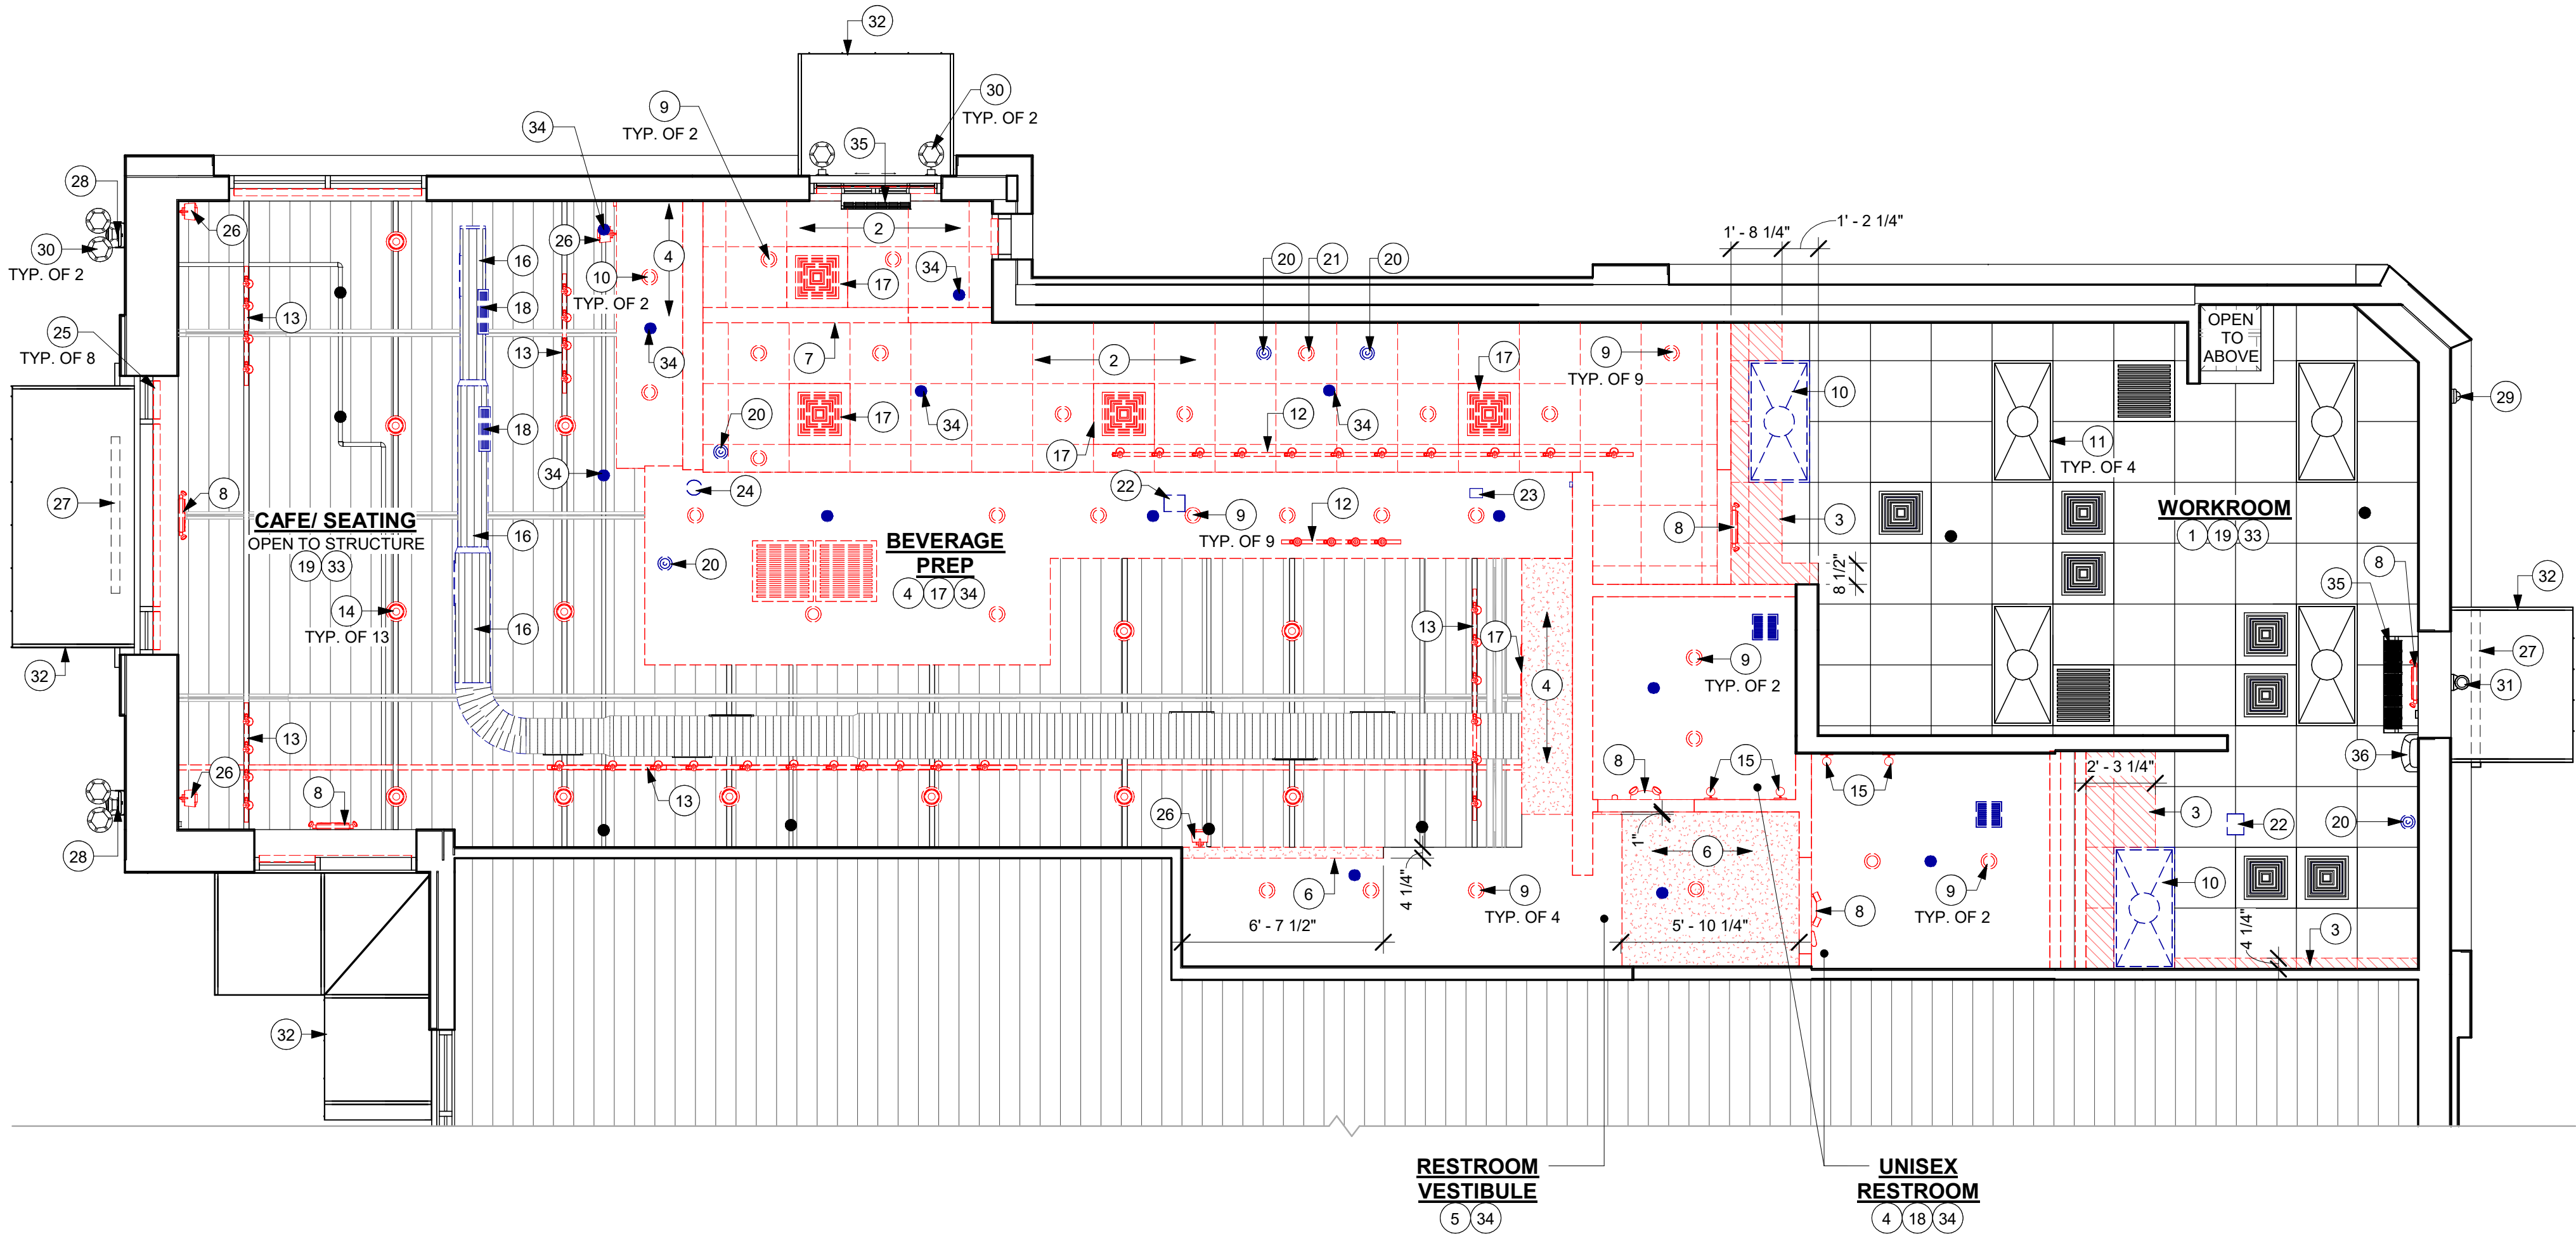 32
9
TYP. OF 2
30
TYP. OF 2
34
35
28
26
30
TYP. OF 2
26
10
TYP. OF 2
4
2
16
17
34
20
21
20
1' - 8 1/4"
1' - 2 1/4"
OPEN
TO
ABOVE
18
13
13
25
TYP. OF 8
34
7
2
17
9
TYP. OF 9
10
29
18
17
34
34
12
20
17
11
TYP. OF 4
34
24
22
23
8
27
CAFE/ SEATING
OPEN TO STRUCTURE
19 33
16
9
TYP. OF 9
12
8
3
WORKROOM
1 19 33
BEVERAGE
PREP
4 17 34
20
8 1/2"
8
35
32
14
TYP. OF 13
16
13
17
4
9
TYP. OF 2
27
31
32
13
36
26
8
13
8
15
15
2' - 3 1/4"
3
28
26
1"
6
22
20
6
4 1/4"
9
TYP. OF 4
8
9
TYP. OF 2
10
6' - 7 1/2"
5' - 10 1/4"
4 1/4"
3
32
RESTROOM
VESTIBULE
5 34
UNISEX
RESTROOM
4 18 34